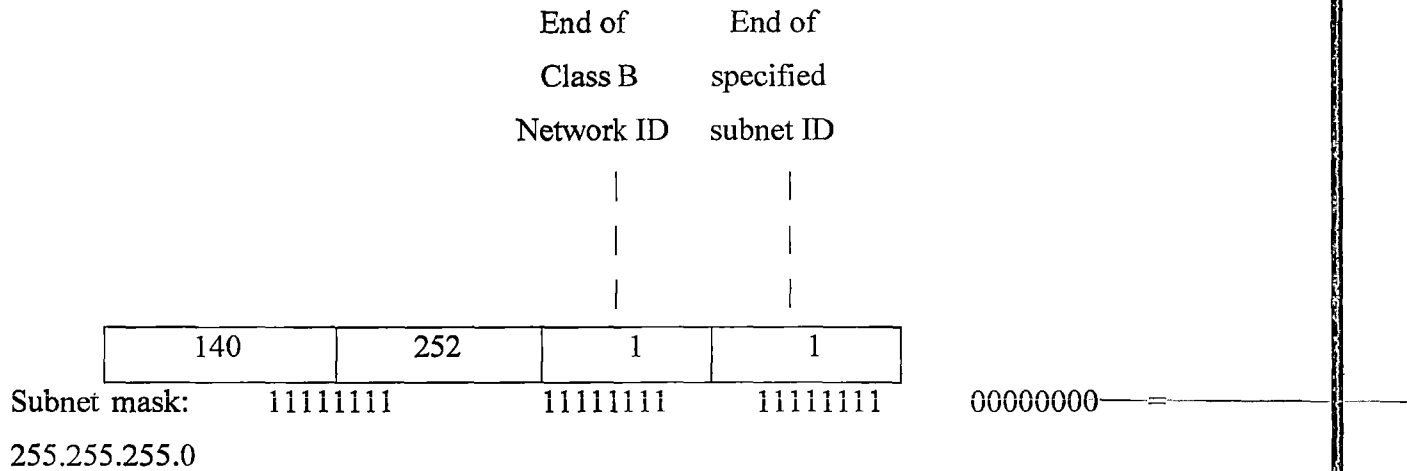 End of End of
Class B specified
Network ID subnet ID
140 252 1 1
Subnet mask: 11111111 11111111 11111111 00000000 =
255.255.255.0